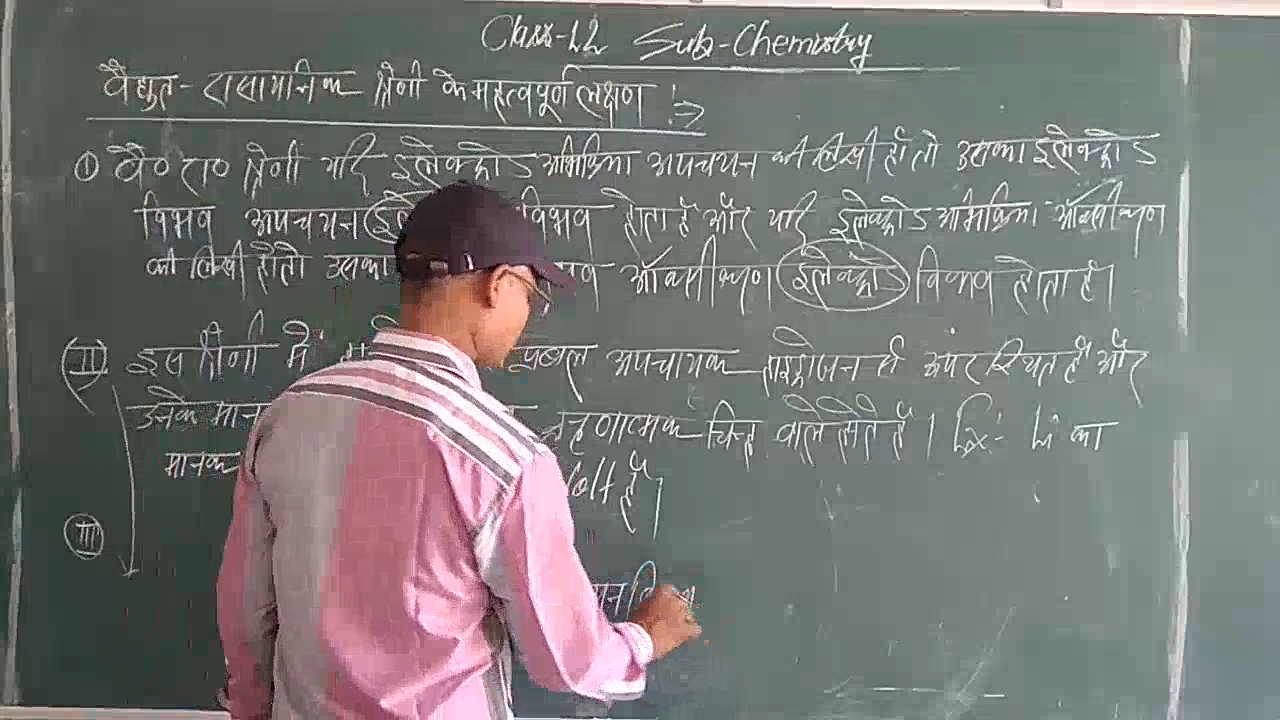 Class-12 Sub-Chemistry
वैद्युत-रासायनिक श्रेणी के महत्वपूर्ण लक्षण :→
① वै० रा० श्रेणी यदि इलेक्ट्रोड अभिक्रिया अपचयन की लिखी हो तो उसका इलेक्ट्रोड
विभव अपचयन विभव होता है और यदि इलेक्ट्रोड अभिक्रिया ऑक्सीकरण
की लिखी हो तो उसका ऑक्सीकरण इलेक्ट्रोड विभव होता है।
(II) इस श्रेणी में प्रबल अपचायक हाइड्रोजन से ऊपर स्थित है और
उनके मान ऋणात्मक चिन्ह वाले होते हैं। Ex:- Li का
मानक Volt है।
(III)